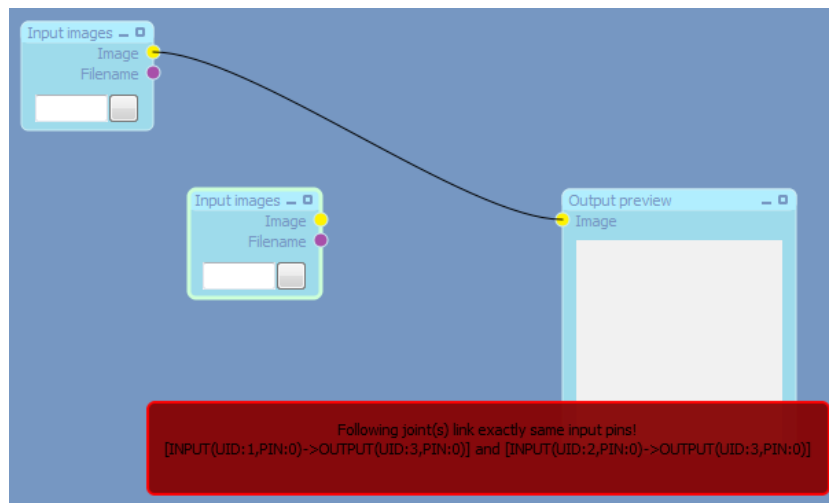 Input images
Image
Filename
Input images
Image
Filename
Output preview
Image
Following joint(s) link exactly same input pins!
[INPUT(UID:1,PIN:0)->OUTPUT(UID:3,PIN:0)] and [INPUT(UID:2,PIN:0)->OUTPUT(UID:3,PIN:0)]